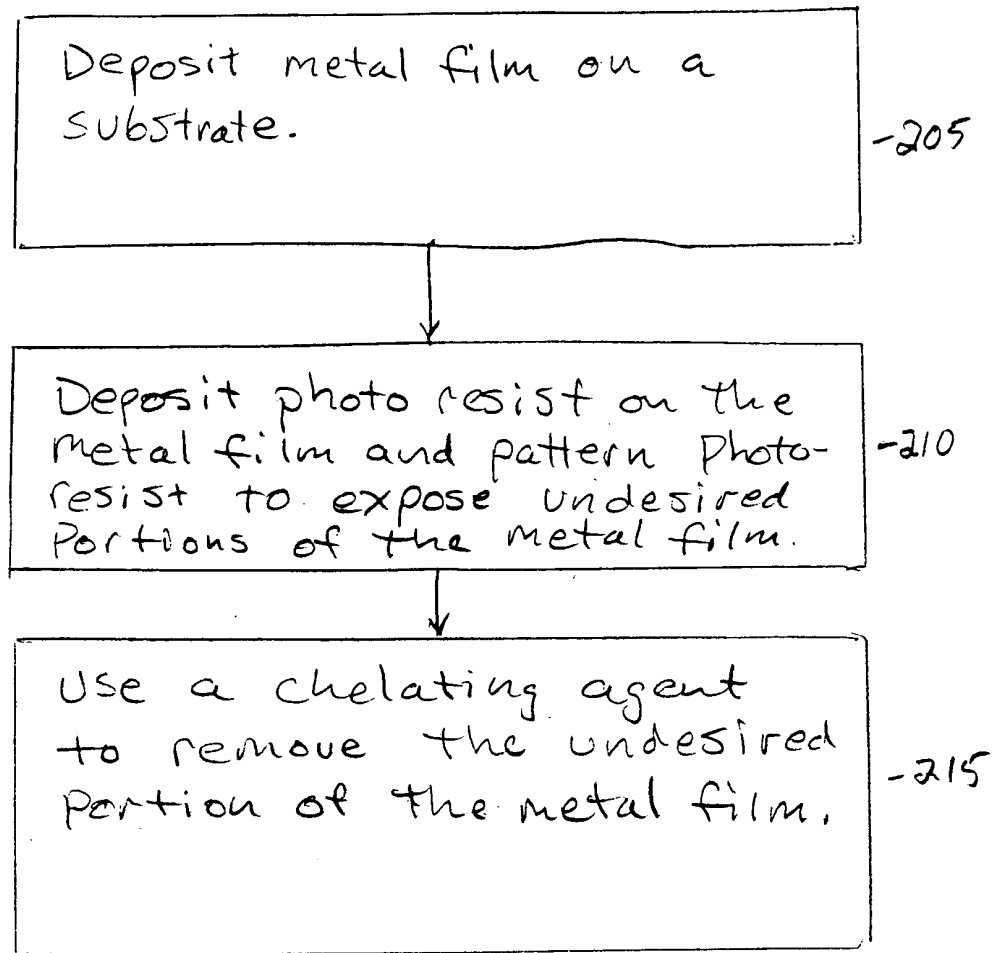 Deposit metal film on a
substrate.
-205
Deposit photo resist on the
metal film and pattern Photo-
resist to expose undesired
Portions of the metal film.
-210
Use a chelating agent
to remove the undesired
portion of the metal film.
-215